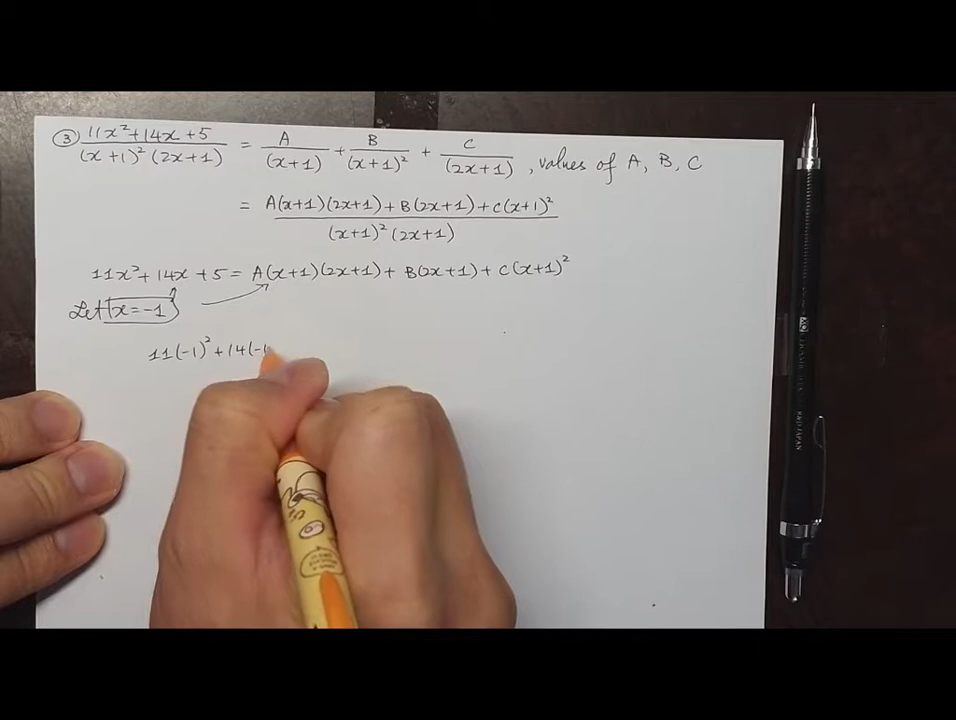 ③ 11x²+14x+5 / (x+1)²(2x+1) = A/(x+1) + B/(x+1)² + C/(2x+1) , values of A, B, C
= A(x+1)(2x+1)+B(2x+1)+C(x+1)² / (x+1)²(2x+1)
11x²+14x+5 = A(x+1)(2x+1)+B(2x+1)+C(x+1)²
Let x=-1
11(-1)²+14(-1